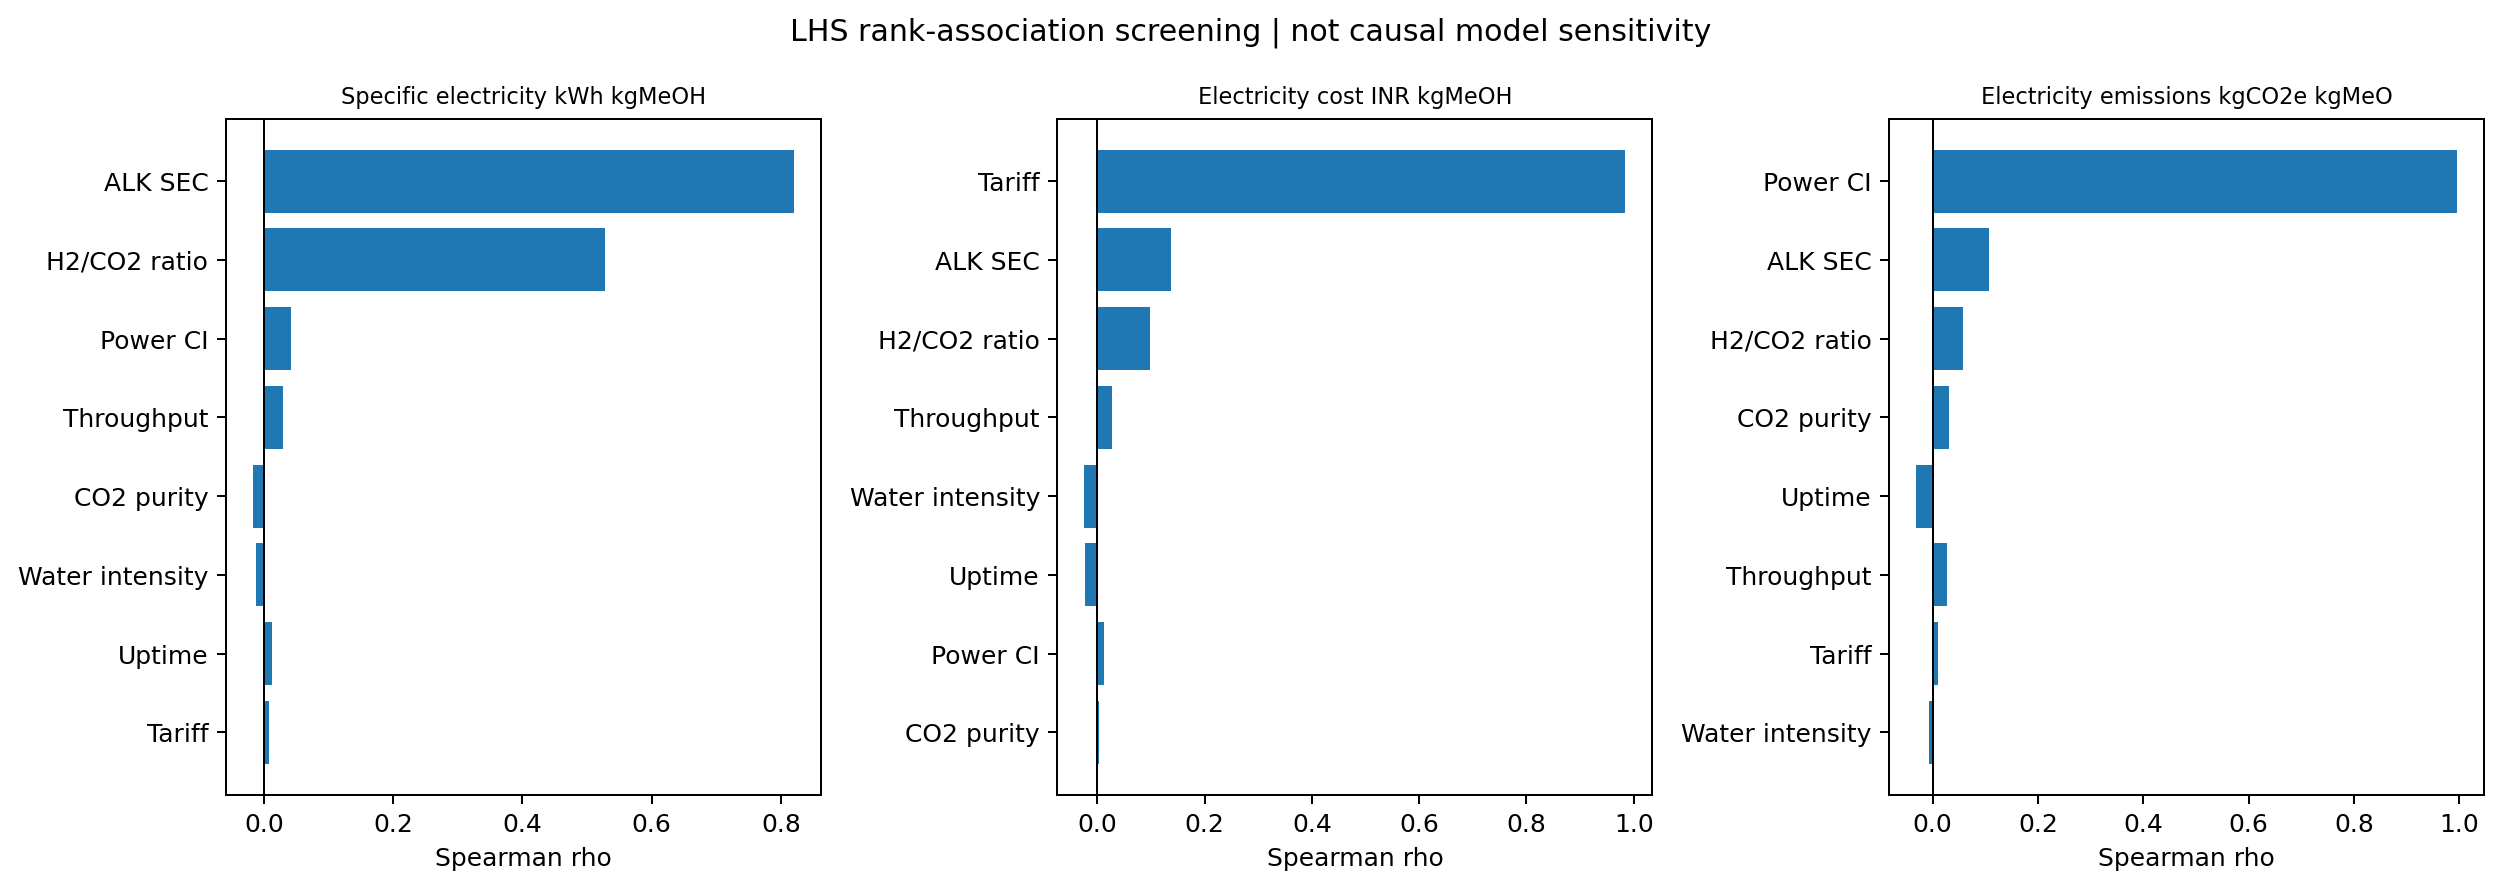 LHS rank-association screening | not causal model sensitivity
Specific electricity kWh kgMeOH
ALK SEC
H2/CO2 ratio
Power CI
Throughput
CO2 purity
Water intensity
Uptime
Tariff
0.0 0.2 0.4 0.6 0.8
Spearman rho
Electricity cost INR kgMeOH
Tariff
ALK SEC
H2/CO2 ratio
Throughput
Water intensity
Uptime
Power CI
CO2 purity
0.0 0.2 0.4 0.6 0.8 1.0
Spearman rho
Electricity emissions kgCO2e kgMeO
Power CI
ALK SEC
H2/CO2 ratio
CO2 purity
Uptime
Throughput
Tariff
Water intensity
0.0 0.2 0.4 0.6 0.8 1.0
Spearman rho